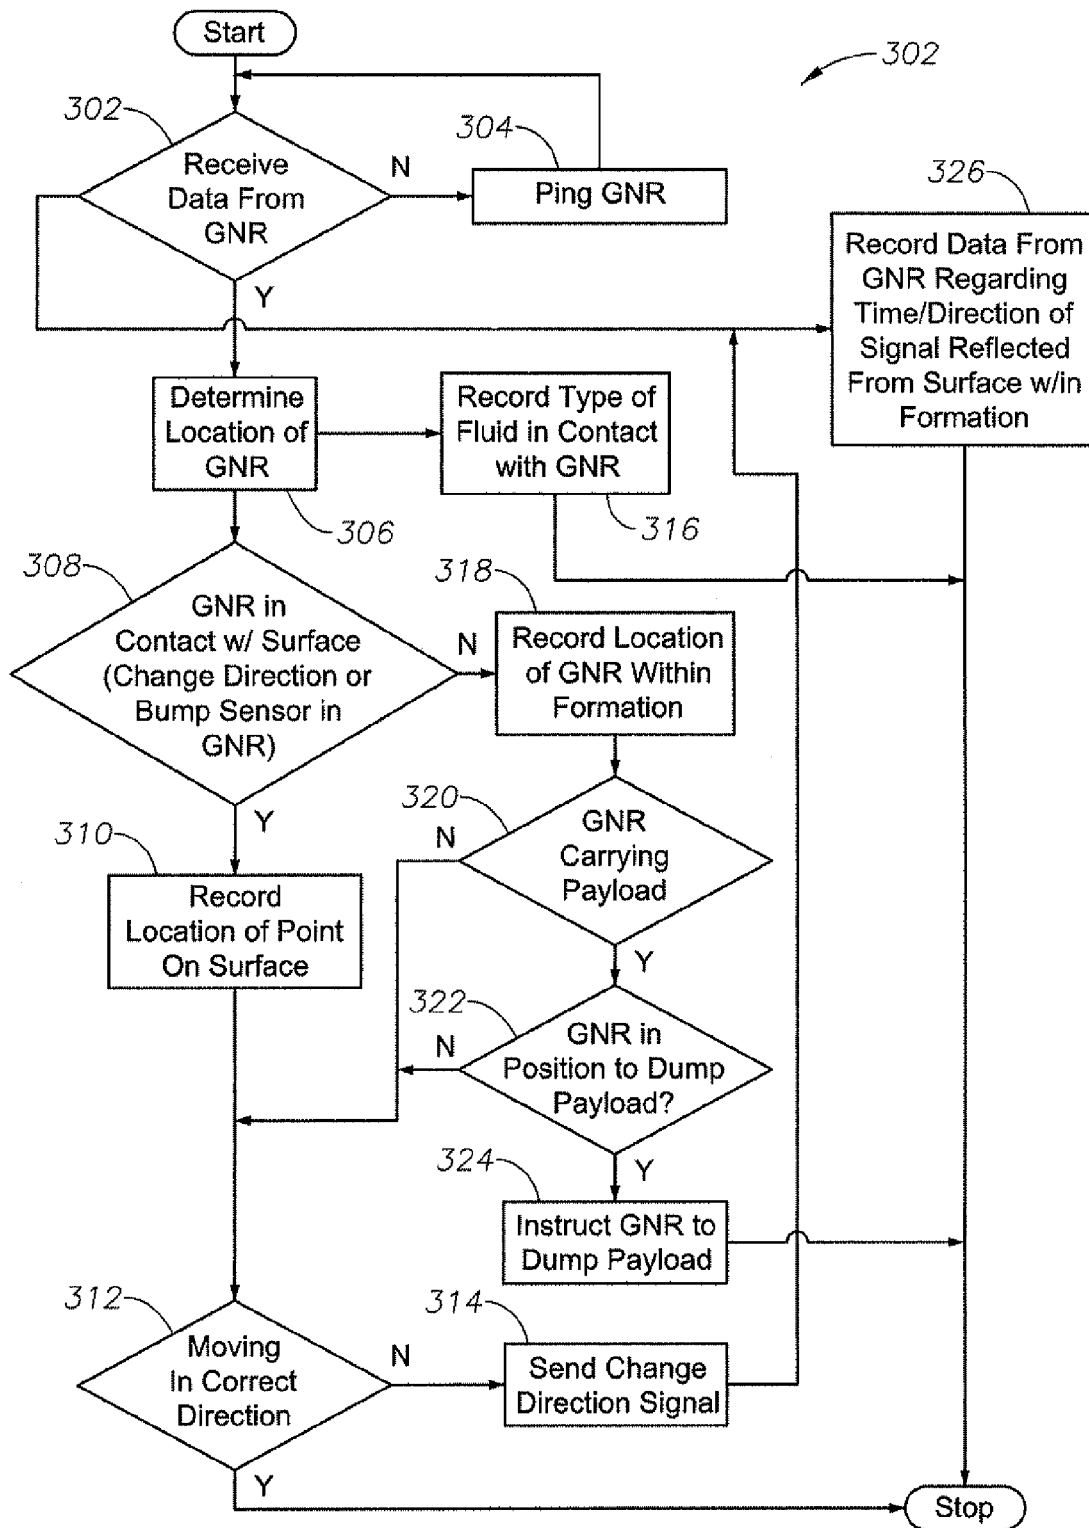 Start
302
302
Receive
Data From
GNR
N
304
Ping GNR
326
Record Data From
GNR Regarding
Time/Direction of
Signal Reflected
From Surface w/in
Formation
Y
Determine
Location of
GNR
306
Record Type of
Fluid in Contact
with GNR
316
308
GNR in
Contact w/ Surface
(Change Direction or
Bump Sensor in
GNR)
N
318
Record Location
of GNR Within
Formation
Y
310
Record
Location of Point
On Surface
320
N
GNR
Carrying
Payload
Y
322
N
GNR in
Position to Dump
Payload?
Y
324
Instruct GNR to
Dump Payload
312
Moving
In Correct
Direction
N
314
Send Change
Direction Signal
Y
Stop